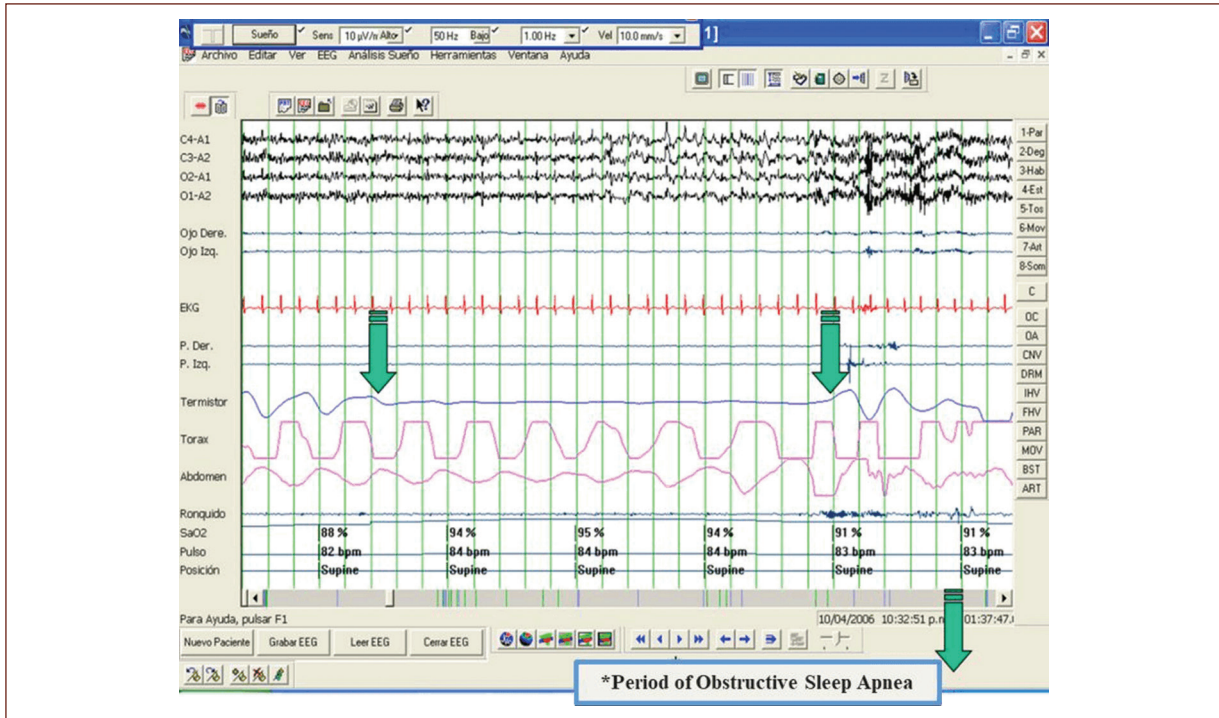 Sueño Sens 10 µV/m Alto 50 Hz Bajo 1.00 Hz Vel 10.0 mm/s 1]
Archivo Editar Ver EEG Análisis Sueño Herramientas Ventana Ayuda
Z
C4-A1
C3-A2
O2-A1
O1-A2
Ojo Dere.
Ojo Izq.
EKG
P. Der.
P. Izq.
Termistor
Torax
Abdomen
Ronquido
SaO2 88 % 94 % 95 % 94 % 91 % 91 %
Pulso 82 bpm 84 bpm 84 bpm 84 bpm 83 bpm 83 bpm
Posición Supine Supine Supine Supine Supine Supine
1-Par
2-Deg
3-Hab
4-Est
5-Tos
6-Mov
7-Art
8-Som
C
OC
OA
CNV
DRM
IHV
FHV
PAR
MOV
BST
ART
Para Ayuda, pulsar F1 10/04/2006 10:32:51 p.n 01:37:47.
Nuevo Paciente Grabar EEG Leer EEG Cerrar EEG
*Period of Obstructive Sleep Apnea